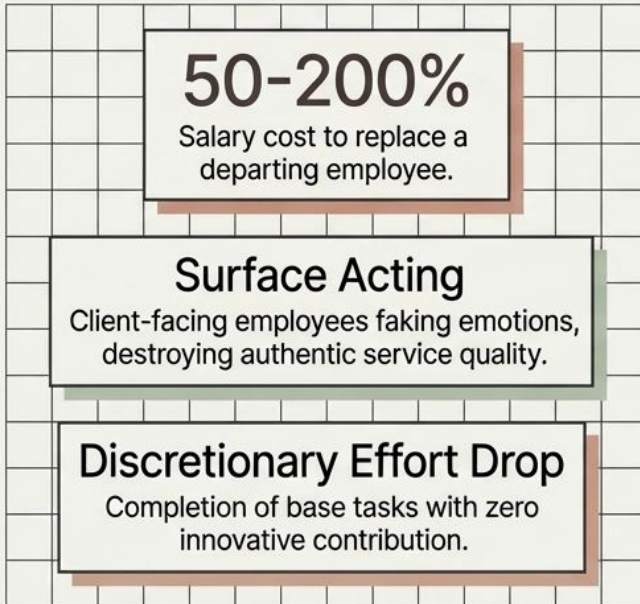 50-200%
Salary cost to replace a
departing employee.
Surface Acting
Client-facing employees faking emotions,
destroying authentic service quality.
Discretionary Effort Drop
Completion of base tasks with zero
innovative contribution.